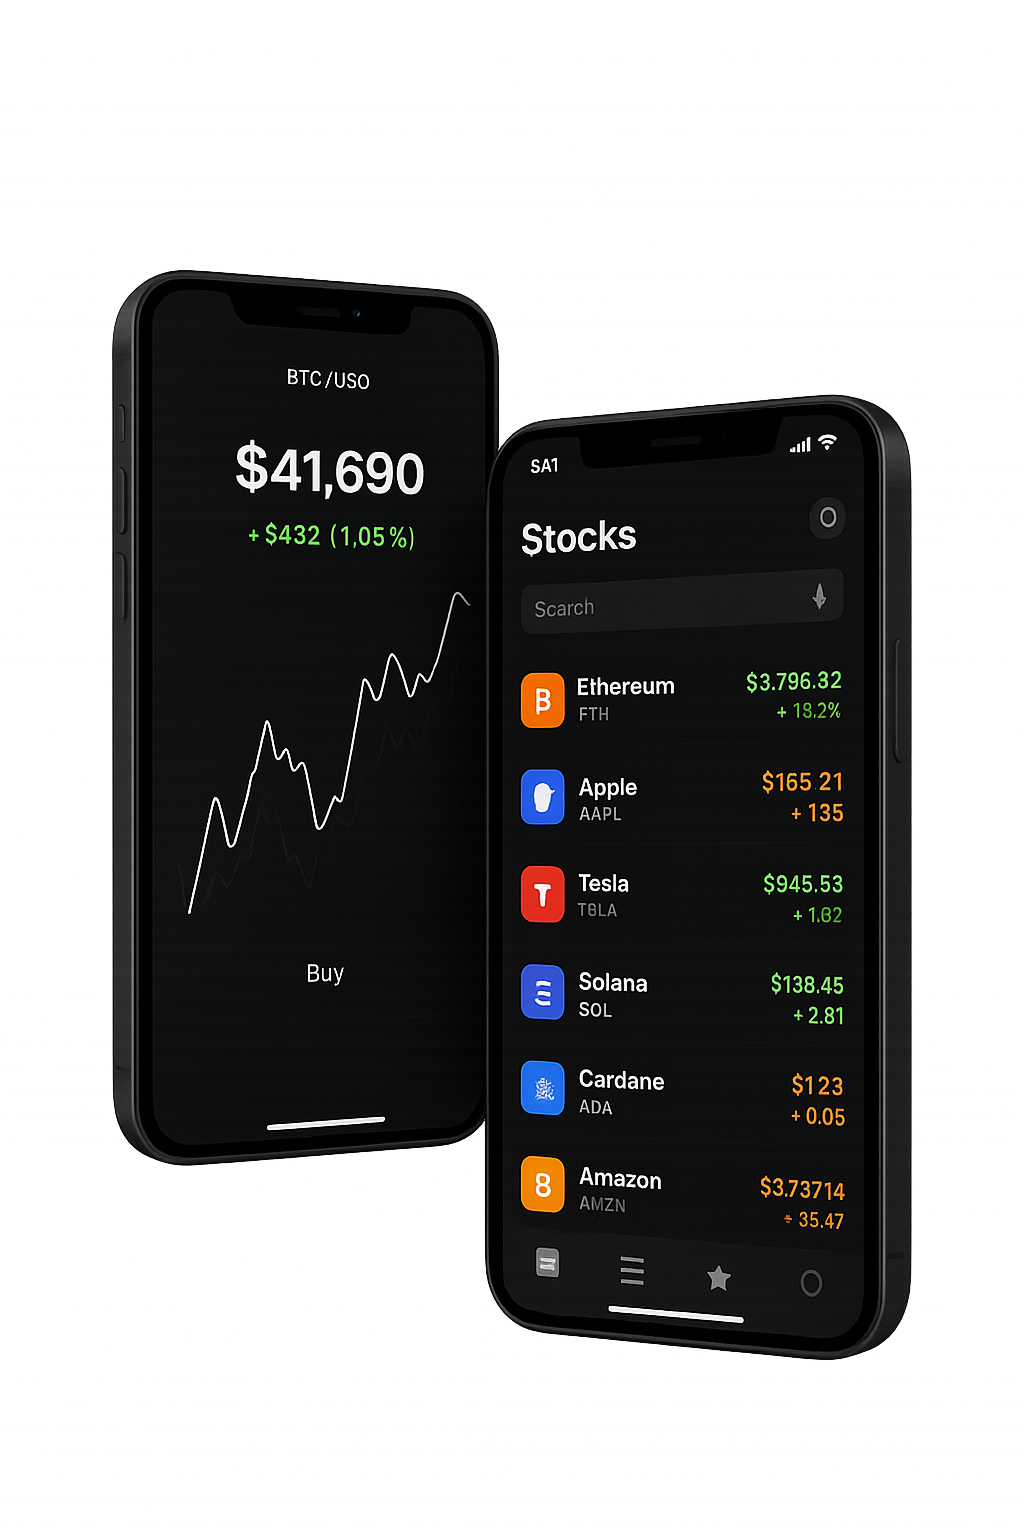 BTC/USO
$41,690
+$432 (1,05%)
Buy
SA1
Stocks
Scarch
Ethereum
$3.796.32
FTH
+ 18.2%
Apple
$165 21
AAPL
+ 135
Tesla
$945.53
T8LA
+ 1.82
Solana
$138.45
SOL
+ 2.81
Cardane
$123
ADA
+ 0.05
8
Amazon
$3.73714
AMZN
+ 35.47